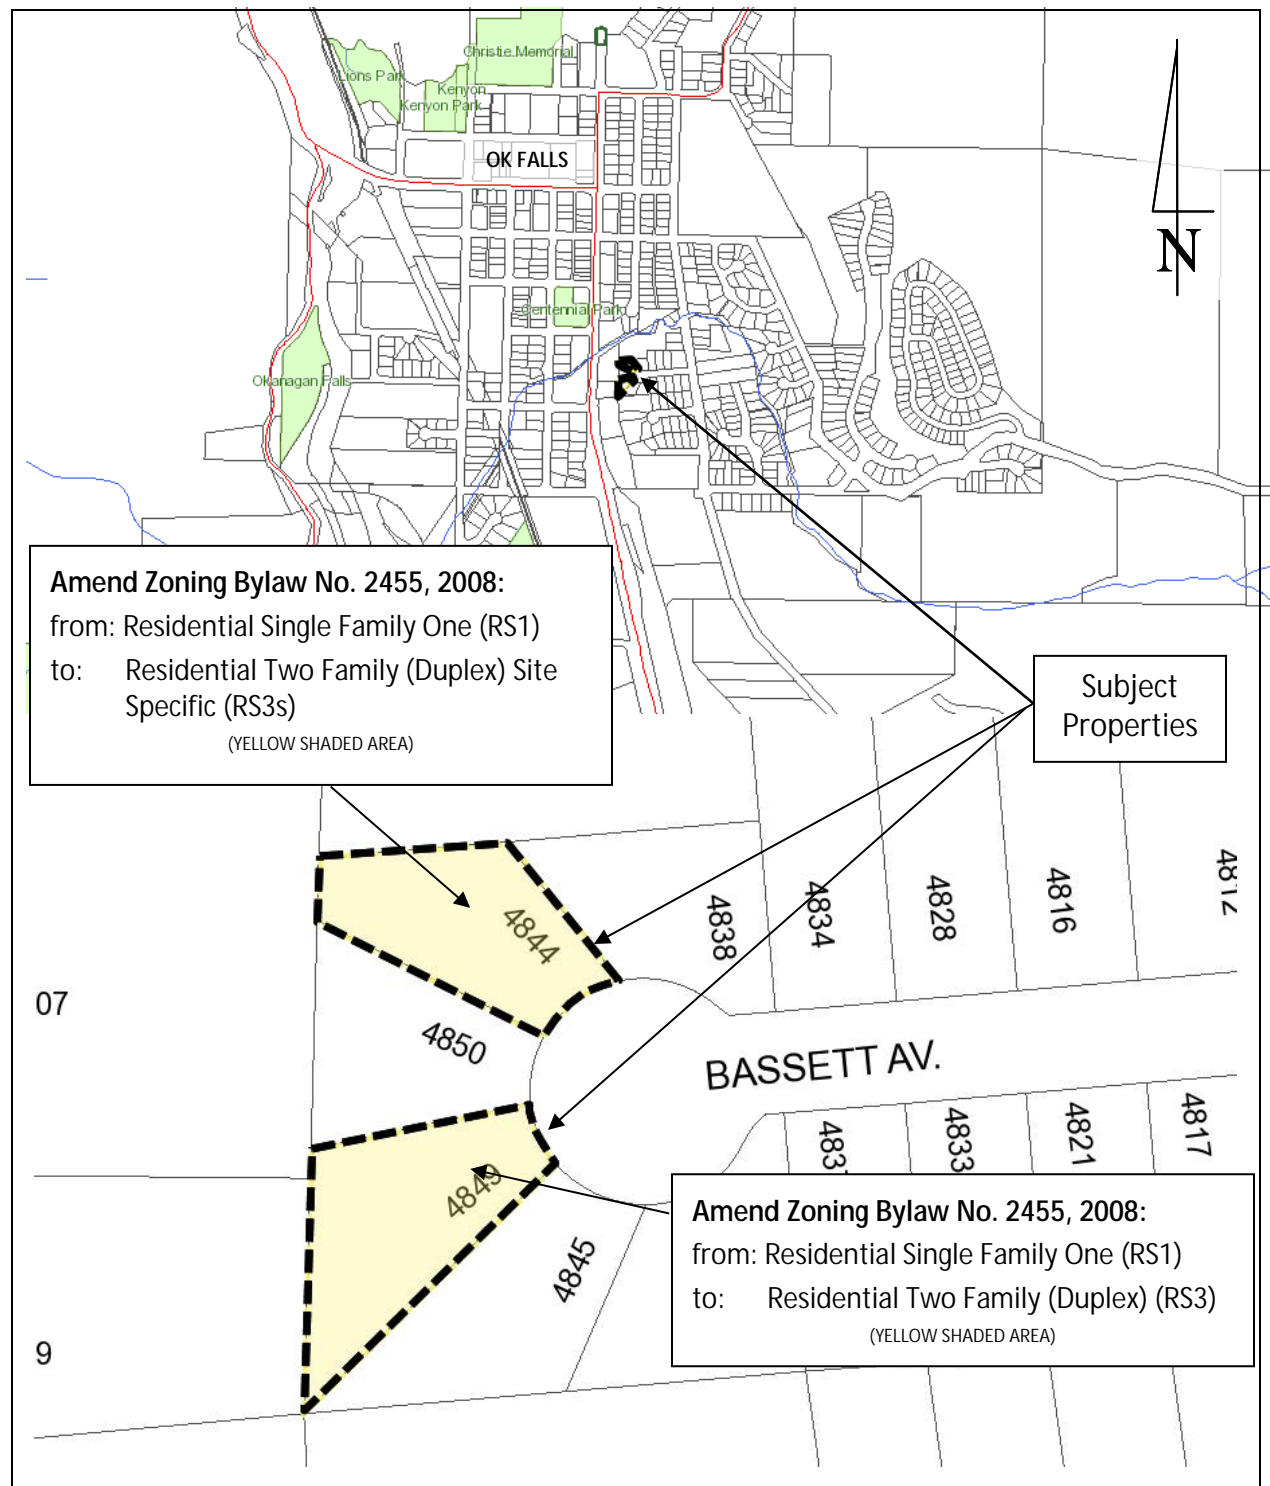 Christie Memorial
Lions Park
Kenyon
Kenyon Park
OK FALLS
N
Centennial Park
Okanagan Falls
Amend Zoning Bylaw No. 2455, 2008:
from: Residential Single Family One (RS1)
to: Residential Two Family (Duplex) Site
Specific (RS3s)
(YELLOW SHADED AREA)
Subject
Properties
4844
4838
4834
4828
4816
4812
07
4850
BASSETT AV.
4833
4821
4817
4849
4845
Amend Zoning Bylaw No. 2455, 2008:
from: Residential Single Family One (RS1)
to: Residential Two Family (Duplex) (RS3)
(YELLOW SHADED AREA)
9